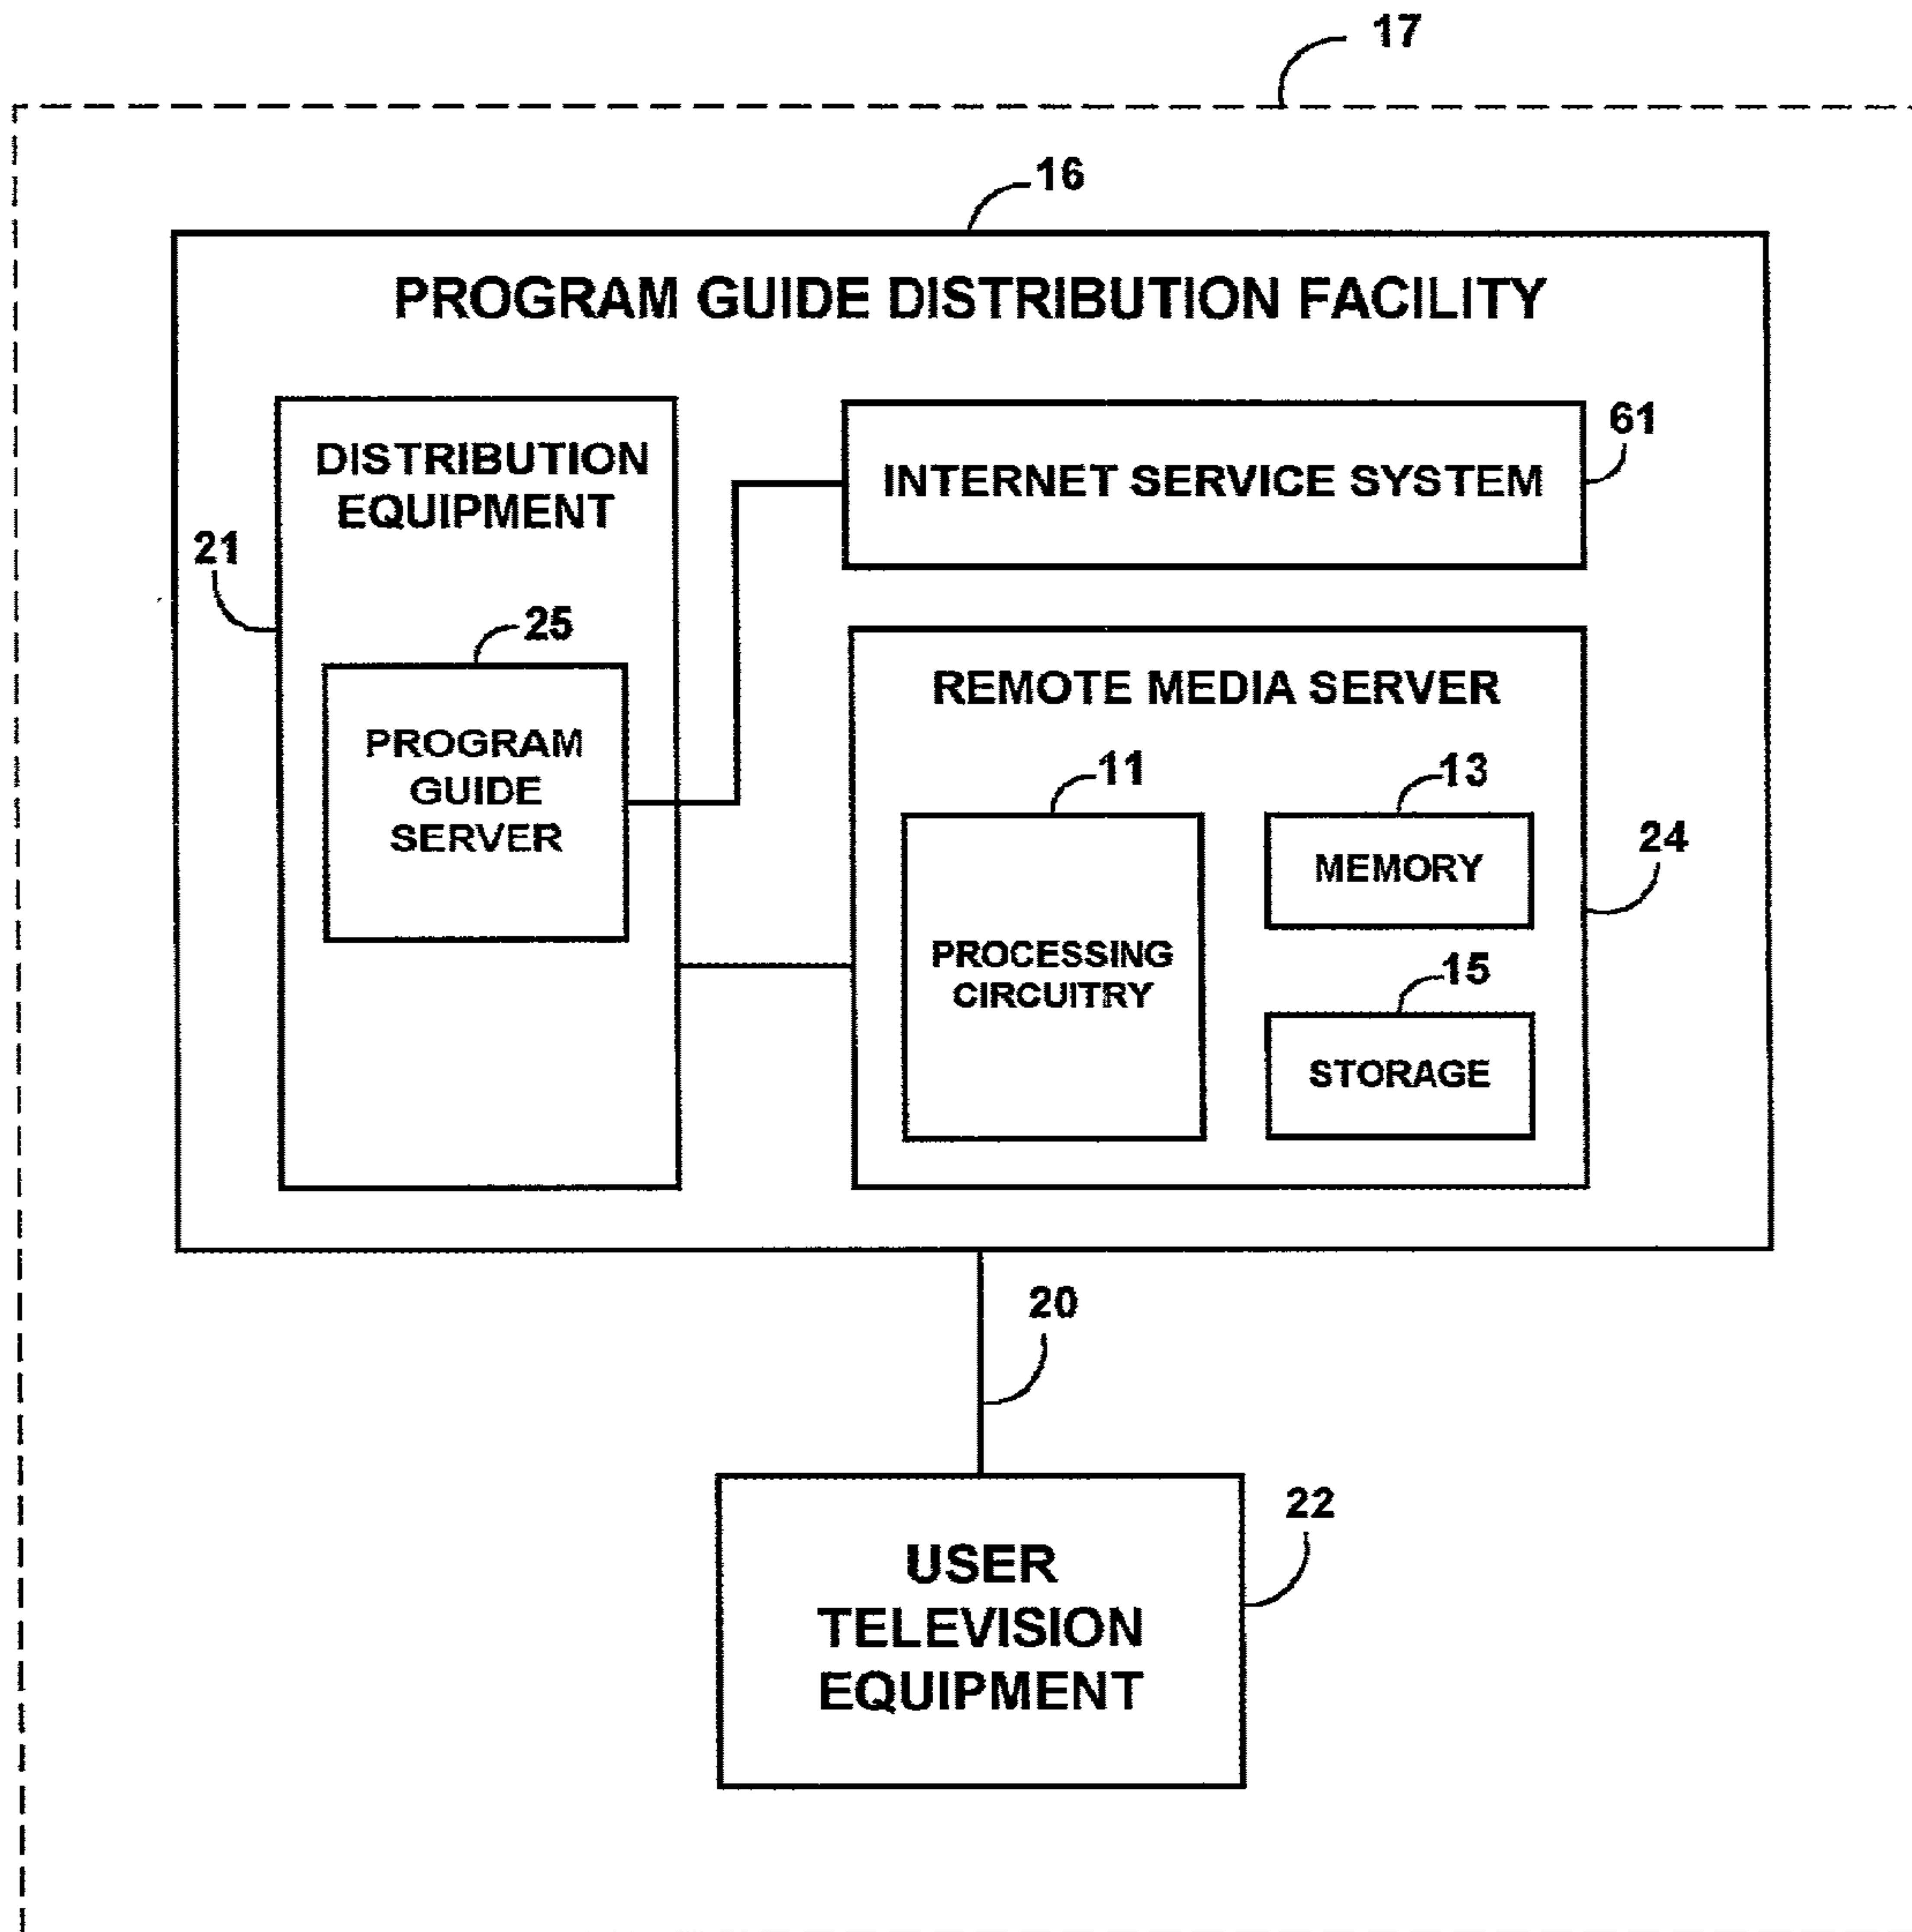 17
16
PROGRAM GUIDE DISTRIBUTION FACILITY
61
DISTRIBUTION
EQUIPMENT
INTERNET SERVICE SYSTEM
21
25
PROGRAM
GUIDE
SERVER
REMOTE MEDIA SERVER
11
13
24
MEMORY
PROCESSING
CIRCUITRY
15
STORAGE
20
22
USER
TELEVISION
EQUIPMENT